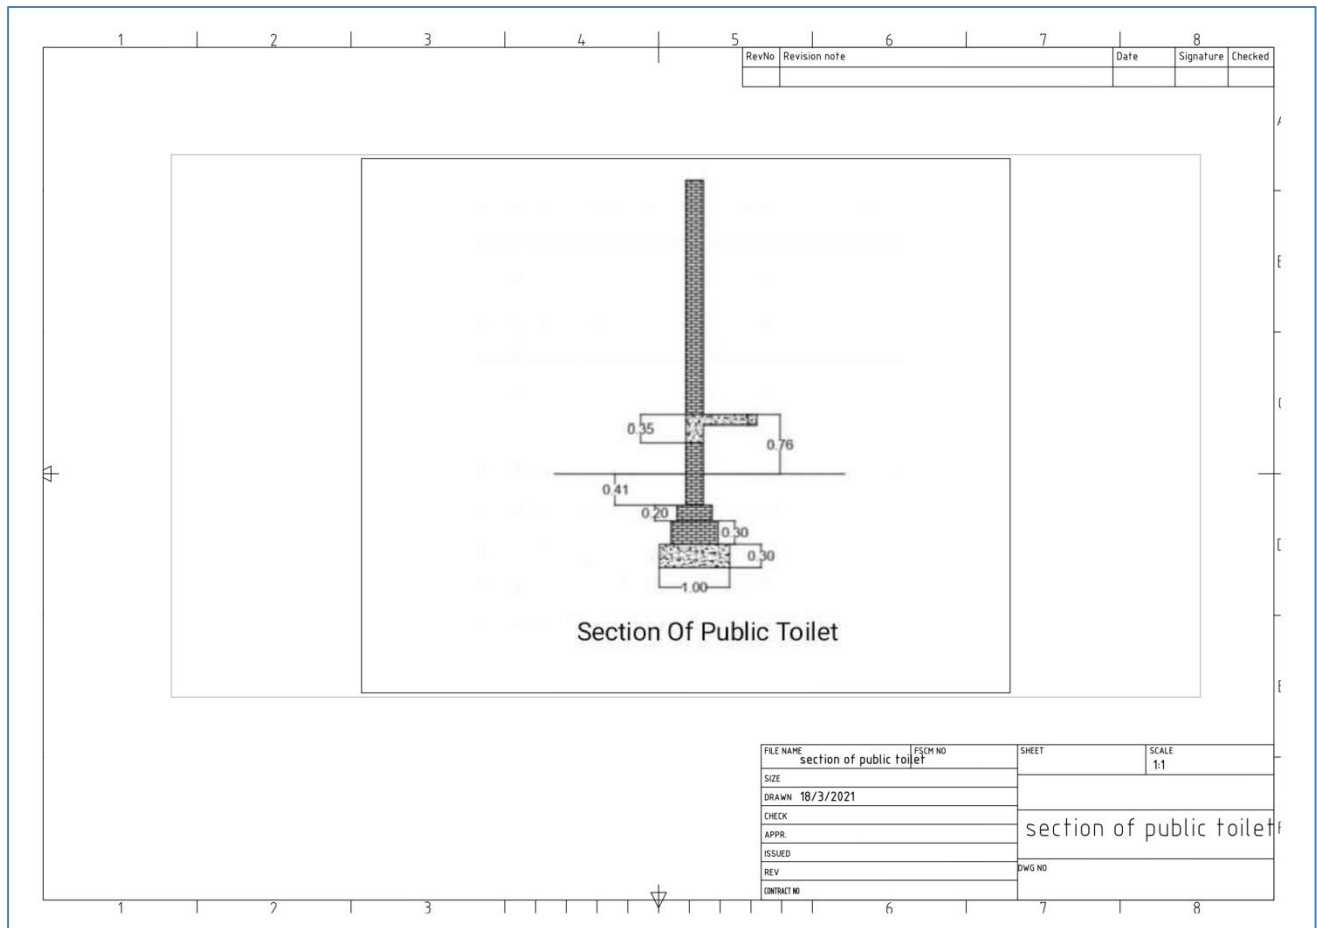 1 2 3 4 5 6 7 8
RevNo Revision note Date Signature Checked
0.35
0.76
0.41
0.20
0.30
0.30
1.00
Section Of Public Toilet
FILE NAME section of public toilet FSCM NO SHEET SCALE
1:1
SIZE
DRAWN 18/3/2021
CHECK
APPR.
section of public toilet
ISSUED
REV
DWG NO
CONTRACT NO
1 2 3 6 7 8